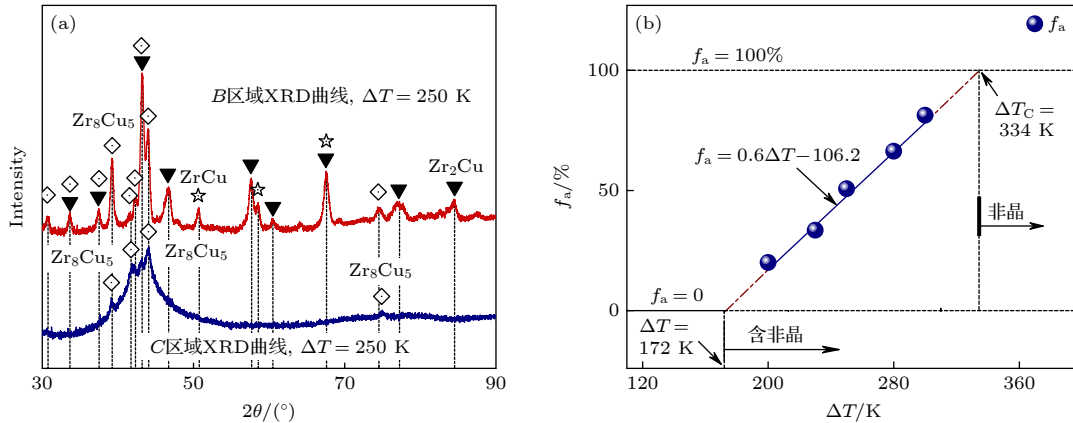 (a)
B区域XRD曲线, ΔT = 250 K
Zr₈Cu₅
ZrCu
Zr₂Cu
Zr₈Cu₅
Zr₈Cu₅
Zr₈Cu₅
C区域XRD曲线, ΔT = 250 K
Intensity
30 50 70 90
2θ/(°)
(b)
fₐ
fₐ = 100%
ΔT_C =
334 K
fₐ = 0.6ΔT−106.2
非晶
fₐ = 0
ΔT =
172 K
含非晶
100
50
0
fₐ/%
120 200 280 360
ΔT/K